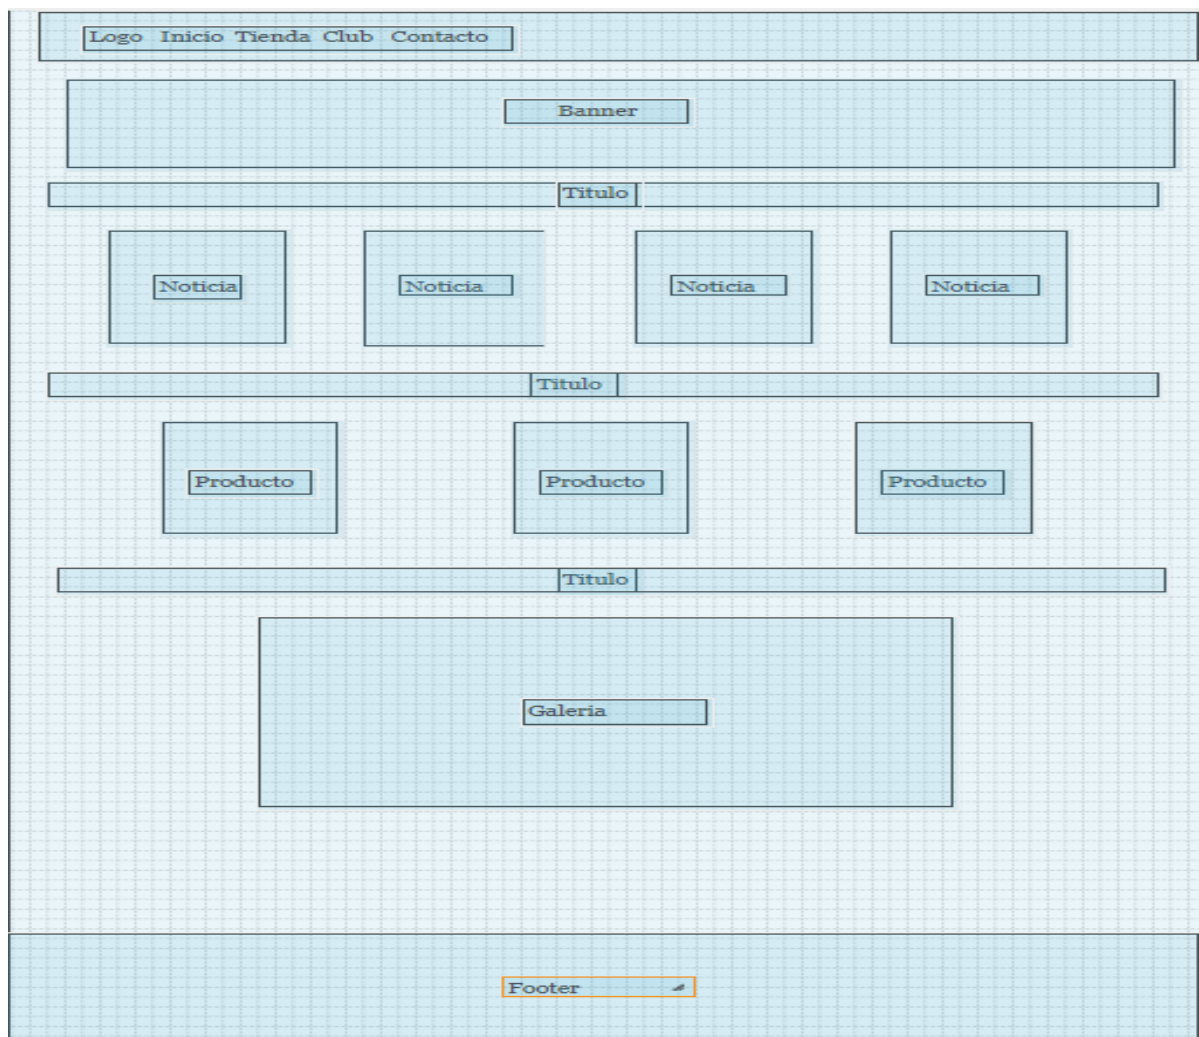 Logo Inicio Tienda Club Contacto
Banner
Titulo
Noticia Noticia Noticia Noticia
Titulo
Producto Producto Producto
Titulo
Galeria
Footer